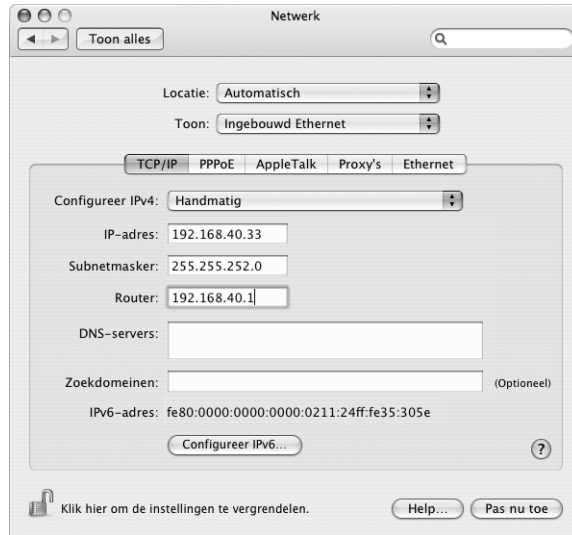 Netwerk
Toon alles
Locatie: Automatisch
Toon: Ingebouwd Ethernet
TCP/IP PPPoE AppleTalk Proxy's Ethernet
Configureer IPv4: Handmatig
IP-adres: 192.168.40.33
Subnetmasker: 255.255.252.0
Router: 192.168.40.1
DNS-servers:
Zoekdomeinen: (Optioneel)
IPv6-adres: fe80:0000:0000:0000:0211:24ff:fe35:305e
Configureer IPv6... ?
Klik hier om de instellingen te vergrendelen. Help... Pas nu toe